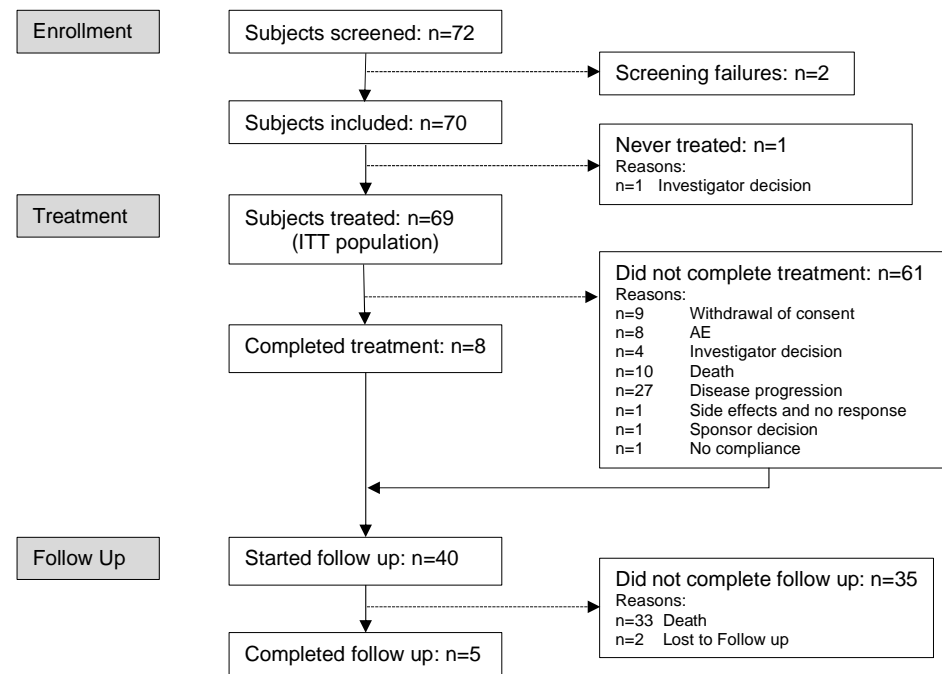 Enrollment
Subjects screened: n=72
Screening failures: n=2
Subjects included: n=70
Never treated: n=1
Reasons:
n=1 Investigator decision
Treatment
Subjects treated: n=69
(ITT population)
Did not complete treatment: n=61
Reasons:
n=9 Withdrawal of consent
n=8 AE
n=4 Investigator decision
n=10 Death
n=27 Disease progression
n=1 Side effects and no response
n=1 Sponsor decision
n=1 No compliance
Completed treatment: n=8
Follow Up
Started follow up: n=40
Did not complete follow up: n=35
Reasons:
n=33 Death
n=2 Lost to Follow up
Completed follow up: n=5